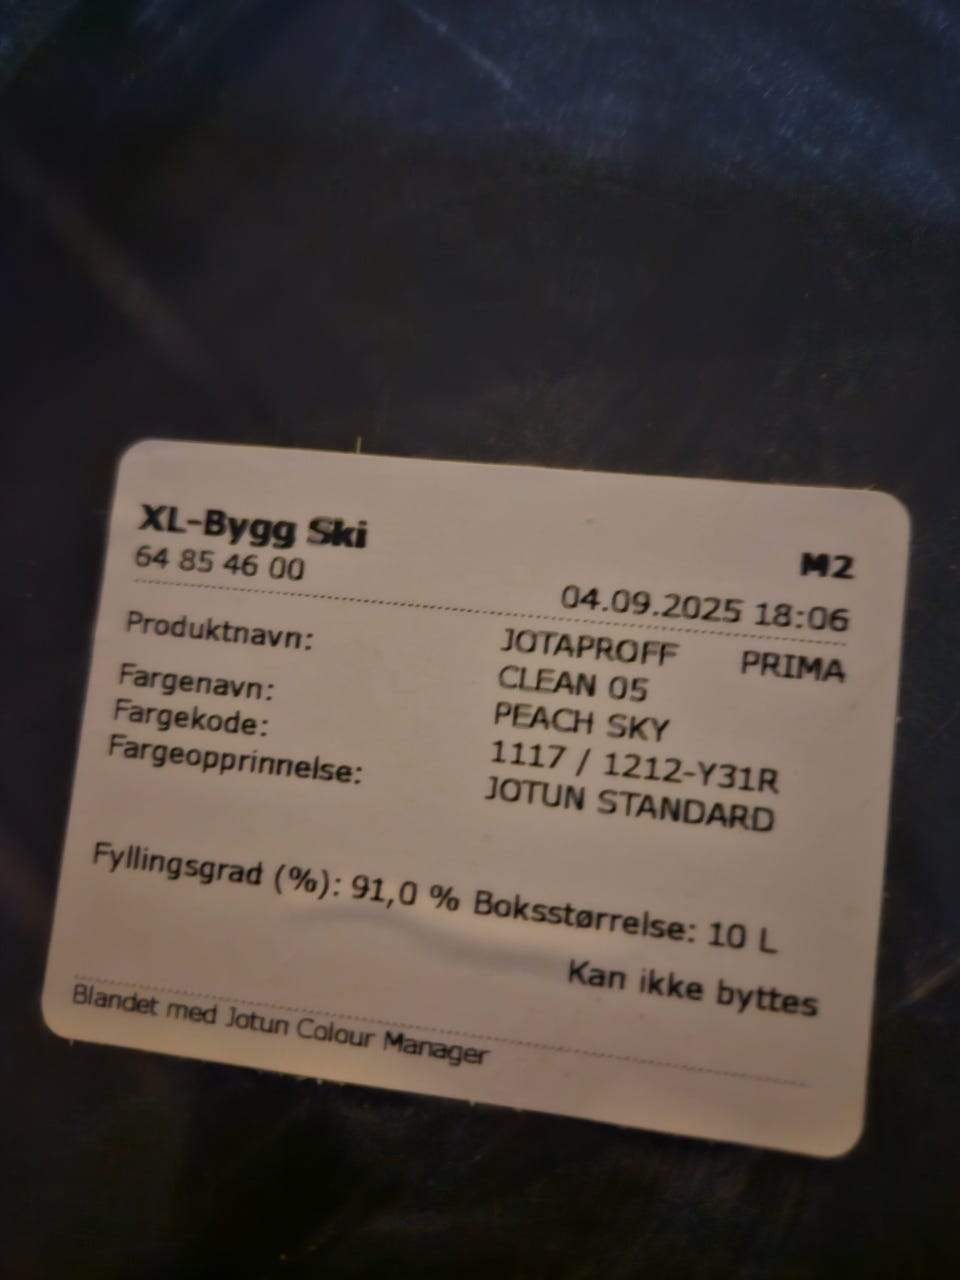 XL-Bygg Ski
M2
64 85 46 00
04.09.2025 18:06
Produktnavn: JOTAPROFF PRIMA
CLEAN 05
Fargenavn: PEACH SKY
Fargekode: 1117 / 1212-Y31R
Fargeopprinnelse: JOTUN STANDARD
Fyllingsgrad (%): 91,0 % Boksstørrelse: 10 L
Kan ikke byttes
Blandet med Jotun Colour Manager